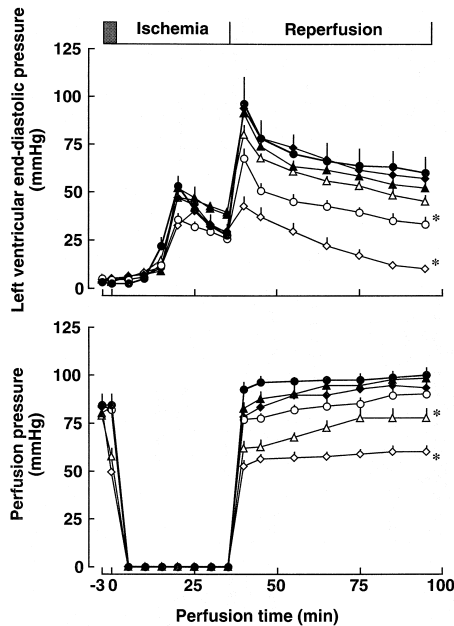 Ischemia Reperfusion
Left ventricular end-diastolic pressure
(mmHg)
125
100
75
50
25
0
*
*
Perfusion pressure
(mmHg)
125
100
75
50
25
0
*
*
-3 0 25 50 75 100
Perfusion time (min)